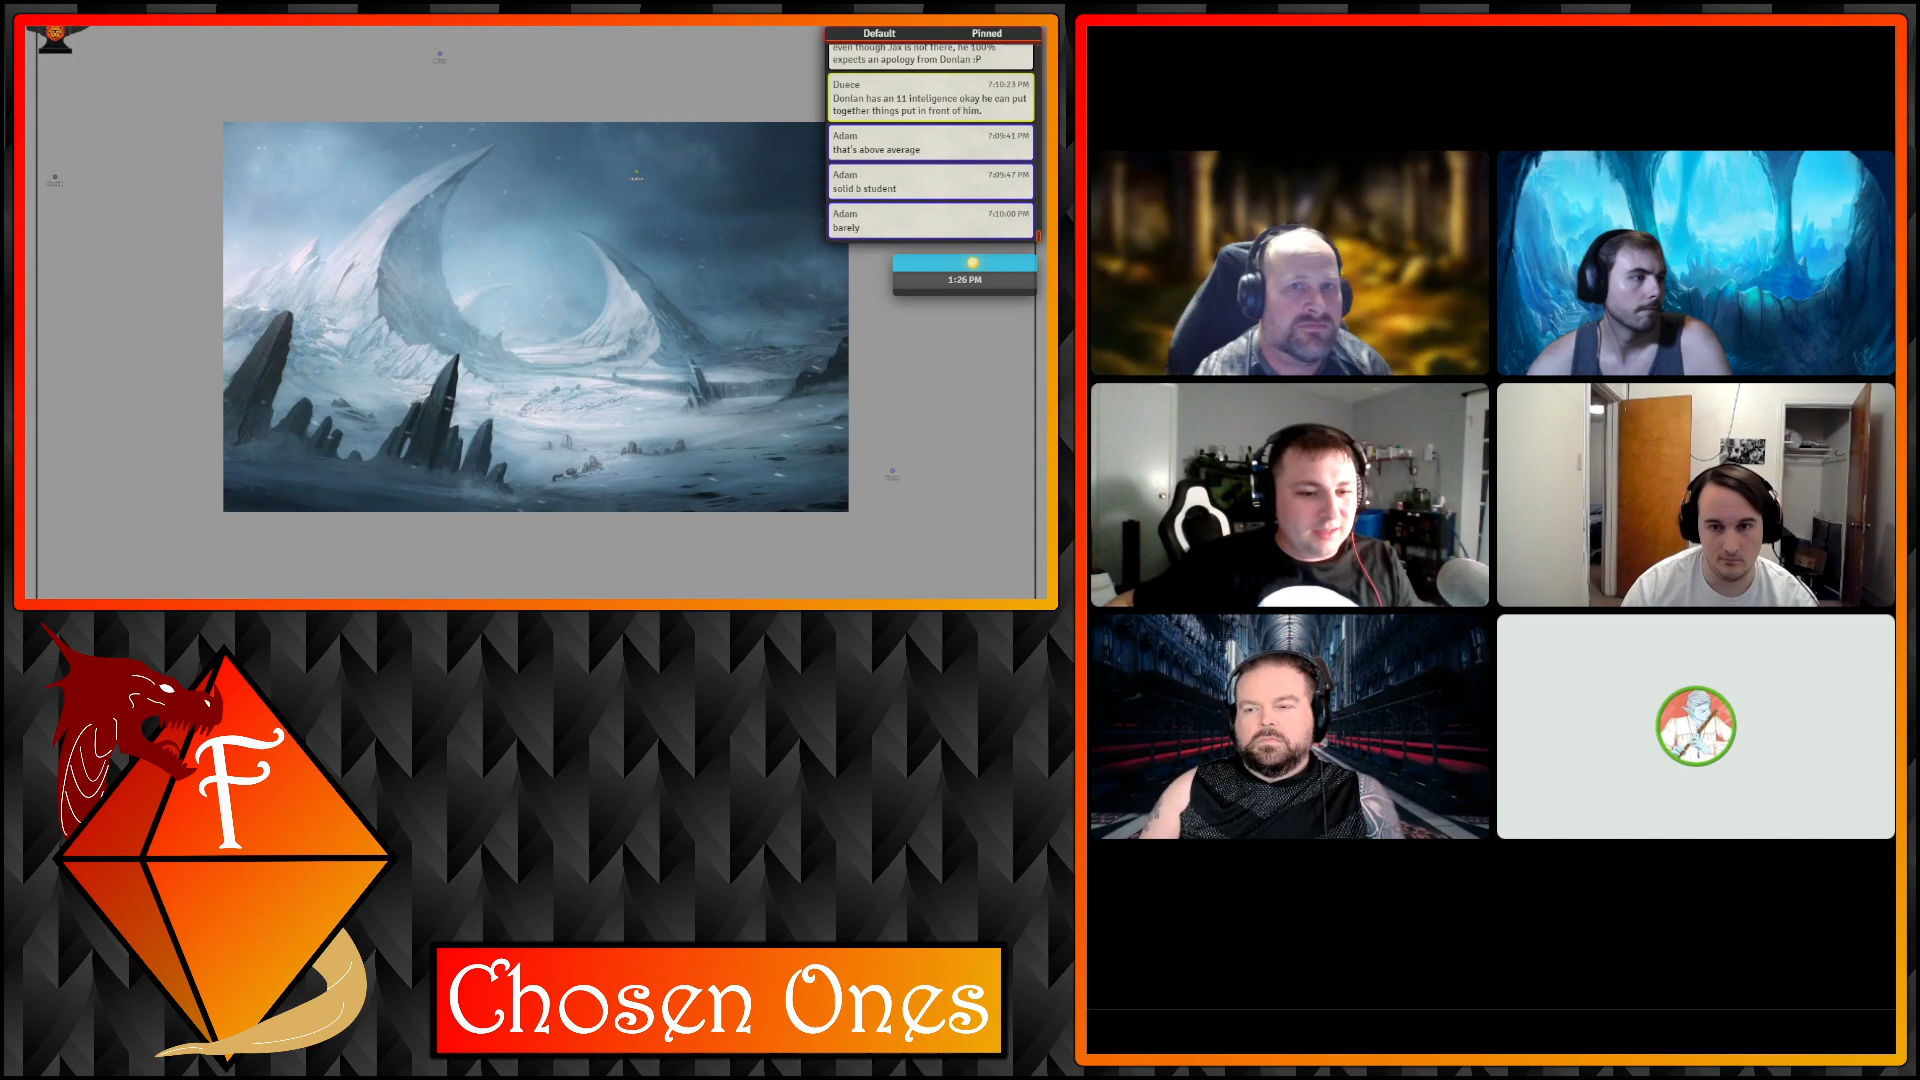 Default Pinned
even though Jax is not there, he 100%
expects an apology from Donlan :P
Duece 7:10:23 PM
Donlan has an 11 inteligence okay he can put
together things put in front of him.
Adam 7:09:41 PM
that's above average
Adam 7:09:47 PM
solid b student
Adam 7:10:00 PM
barely
1:26 PM
F
Chosen Ones